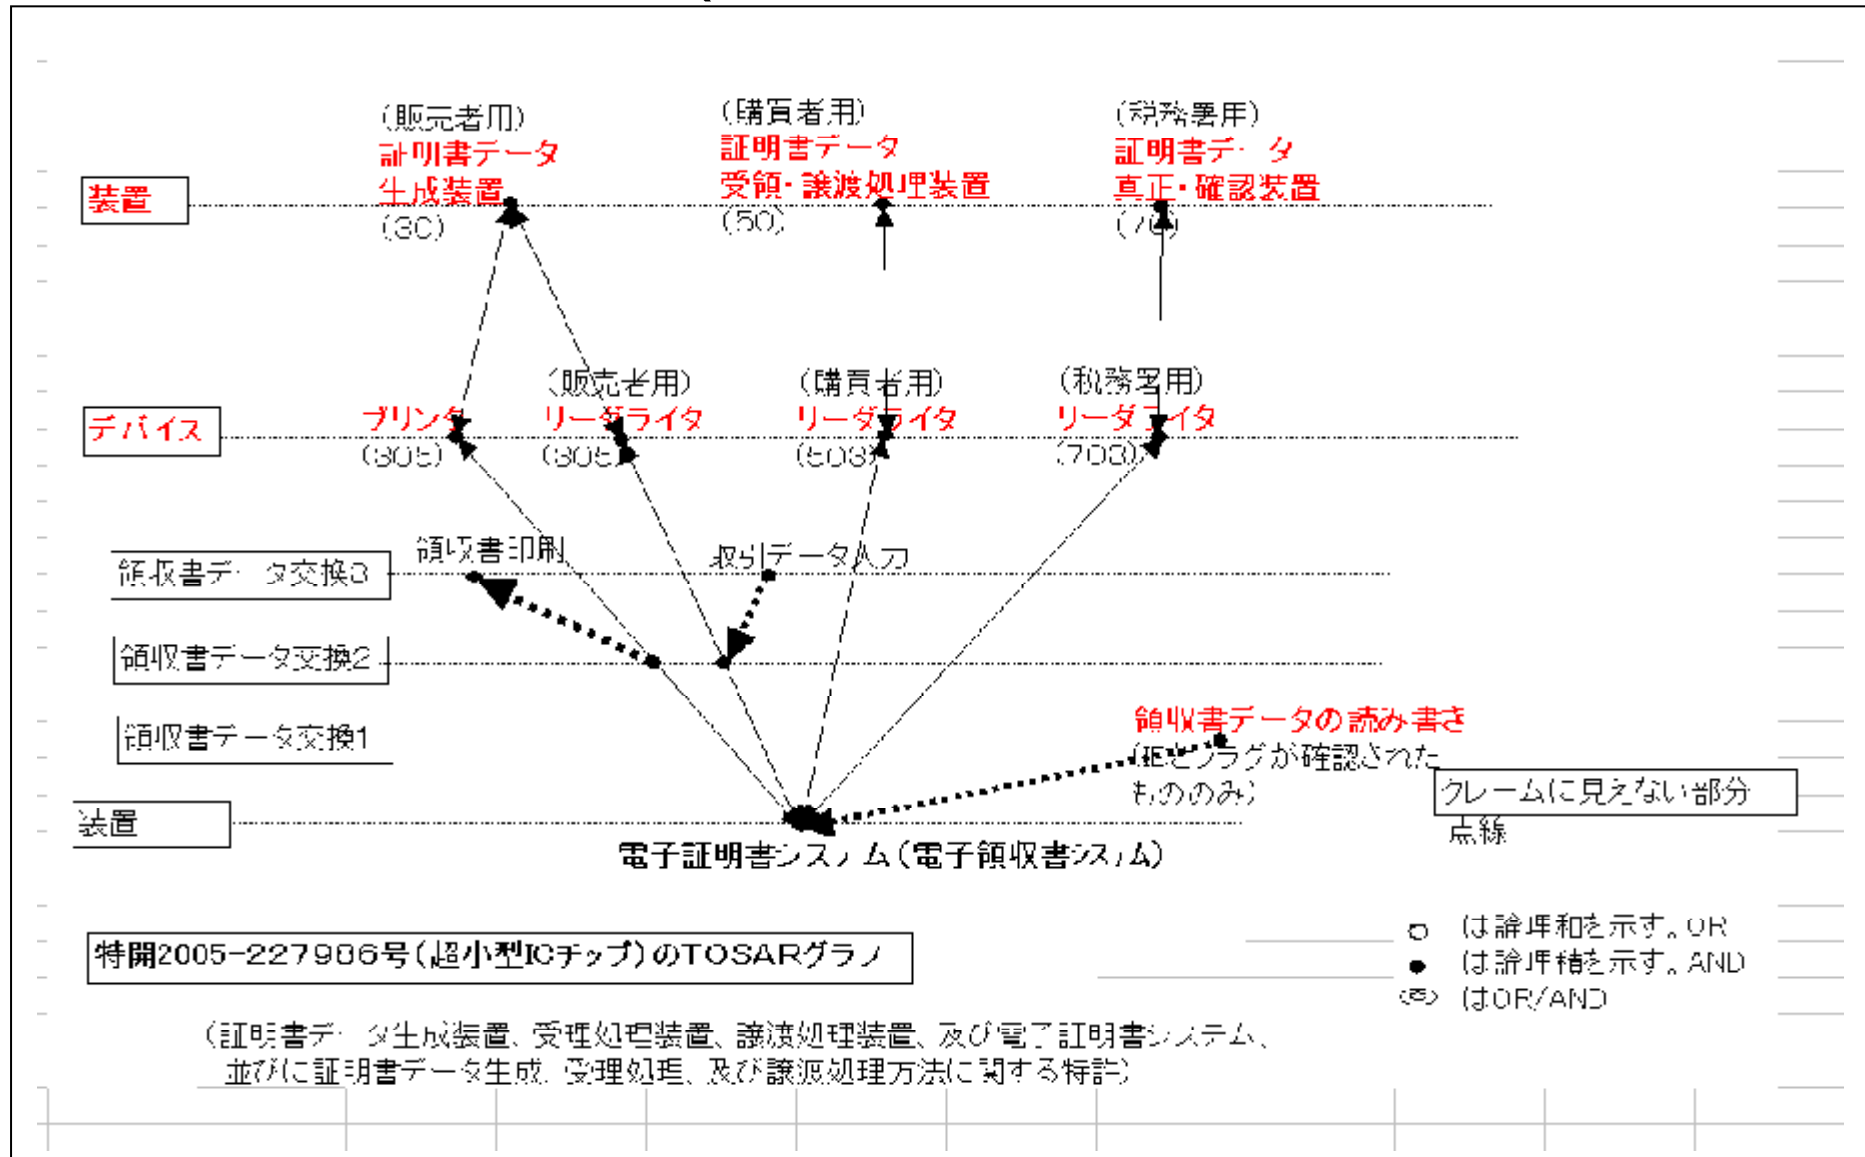 (販売者用)
証明書データ
生成装置
(30)
(購買者用)
証明書データ
受領・譲渡処理装置
(50)
(税務署用)
証明書データ
真正・確認装置
(70)
装置
デバイス
プリンタ
(305)
(販売者用)
リーダライタ
(305)
(購買者用)
リーダライタ
(503)
(税務署用)
リーダライタ
(703)
領収書データ交換3
領収書印刷
取引データ入力
領収書データ交換2
領収書データ交換1
領収書データの読み書き
フラグが確認された
もののみ)
クレームに見えない部分
点線
装置
電子証明書システム(電子領収書システム)
特開2005-227986号(超小型ICチップ)のTOSARグラフ
は論理和を示す。OR
は論理積を示す。AND
はOR/AND
(証明書データ生成装置、受理処理装置、譲渡処理装置、及び電子証明書システム、
並びに証明書データ生成、受理処理、及び譲渡処理方法に関する特許)